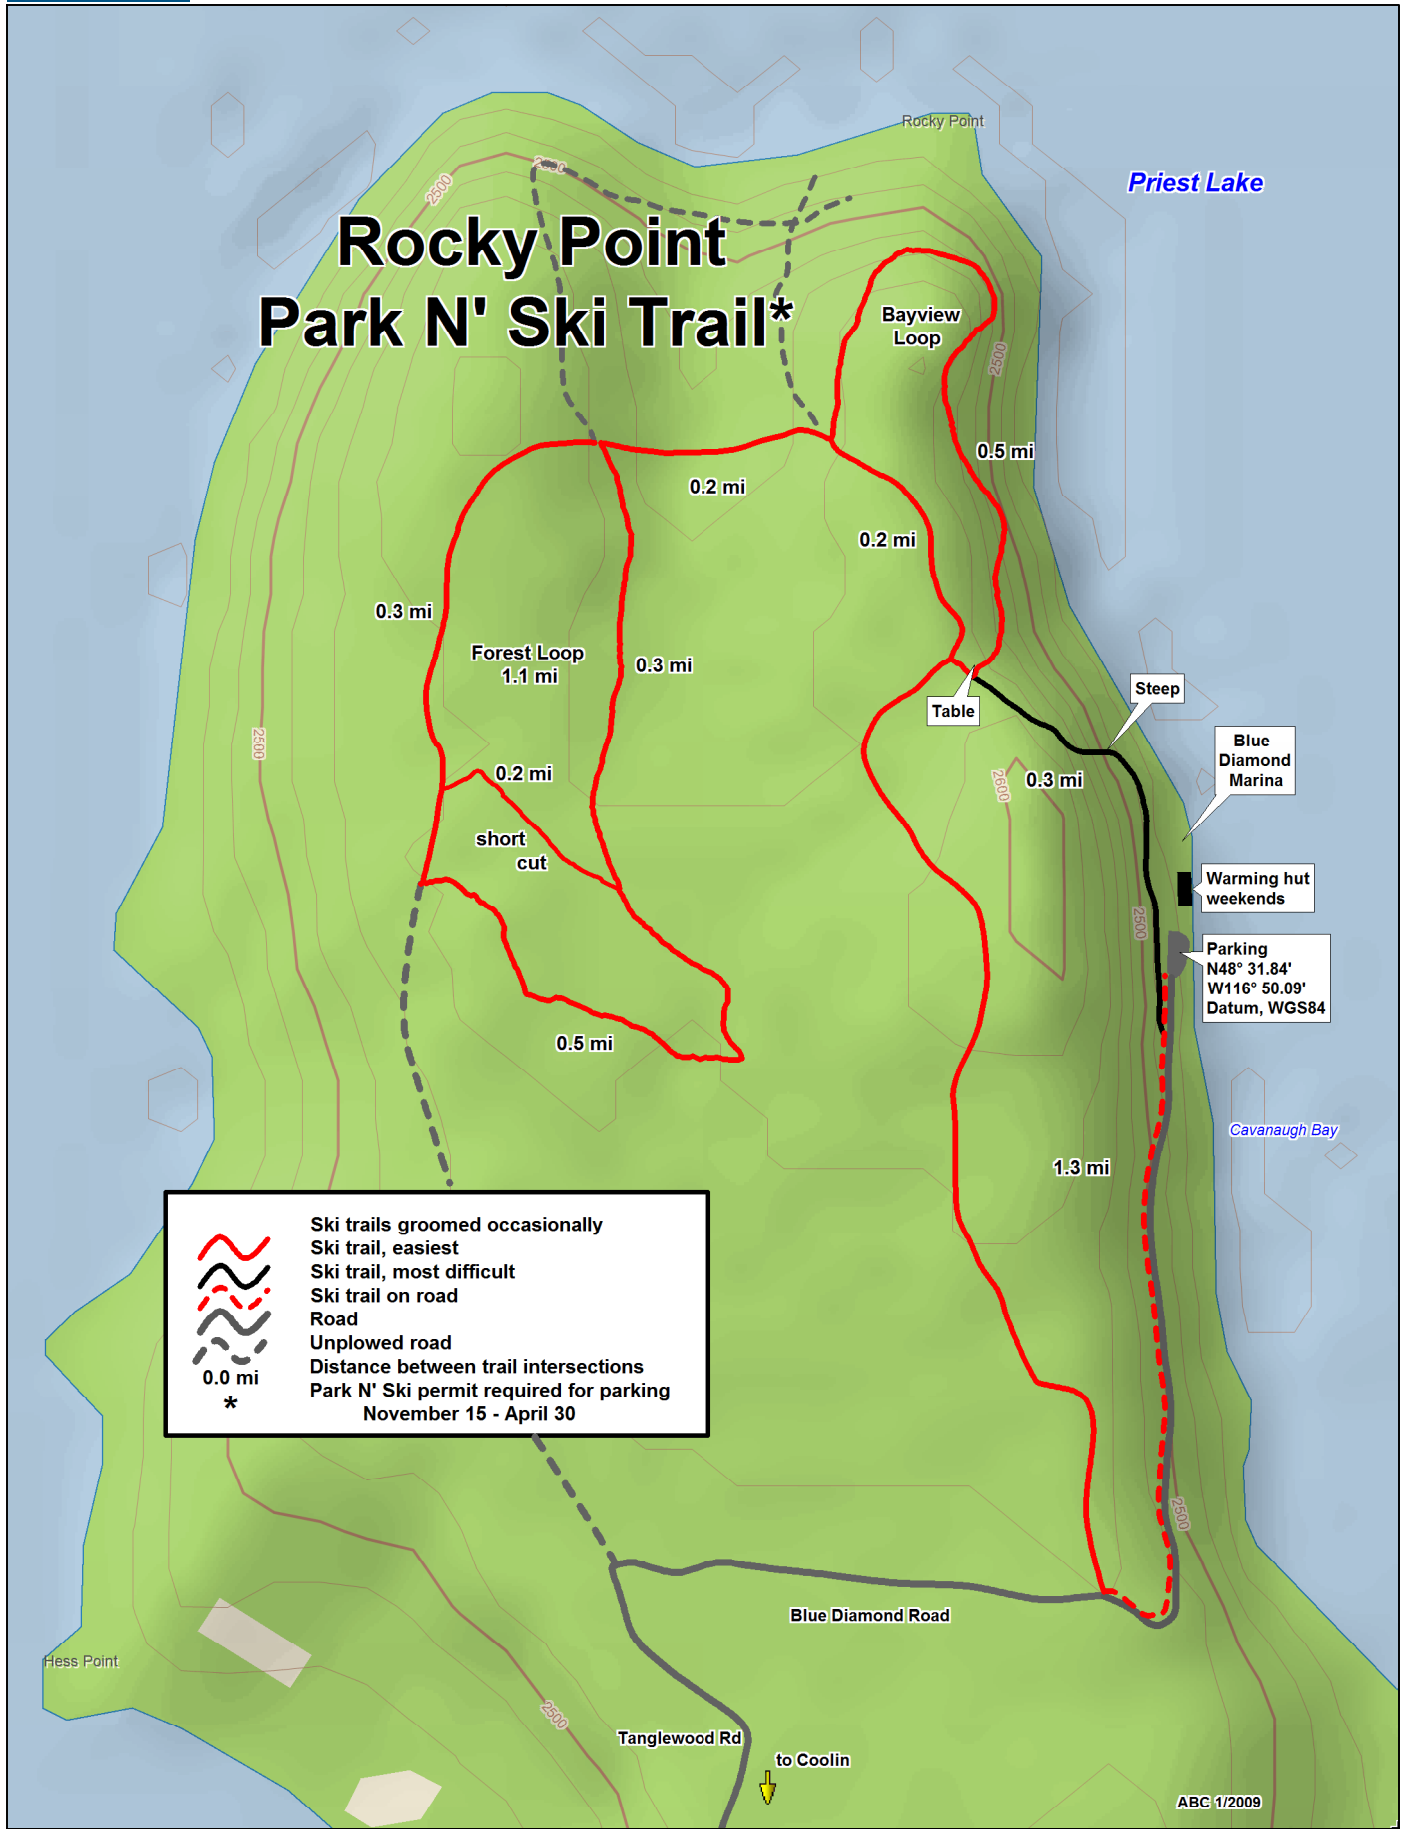 Rocky Point
Priest Lake
2500
2500
Rocky Point
Park N' Ski Trail*
Bayview
Loop
2500
0.5 mi
0.2 mi
0.2 mi
0.3 mi
Forest Loop
1.1 mi
0.3 mi
Steep
Table
2500
Blue
Diamond
Marina
0.2 mi
2600
0.3 mi
short
cut
Warming hut
weekends
2500
Parking
N48° 31.84'
W116° 50.09'
Datum, WGS84
0.5 mi
Cavanaugh Bay
1.3 mi
Ski trails groomed occasionally
Ski trail, easiest
Ski trail, most difficult
Ski trail on road
Road
Unplowed road
0.0 mi Distance between trail intersections
* Park N' Ski permit required for parking
November 15 - April 30
2500
Blue Diamond Road
Hess Point
2500
Tanglewood Rd
to Coolin
ABC 1/2009